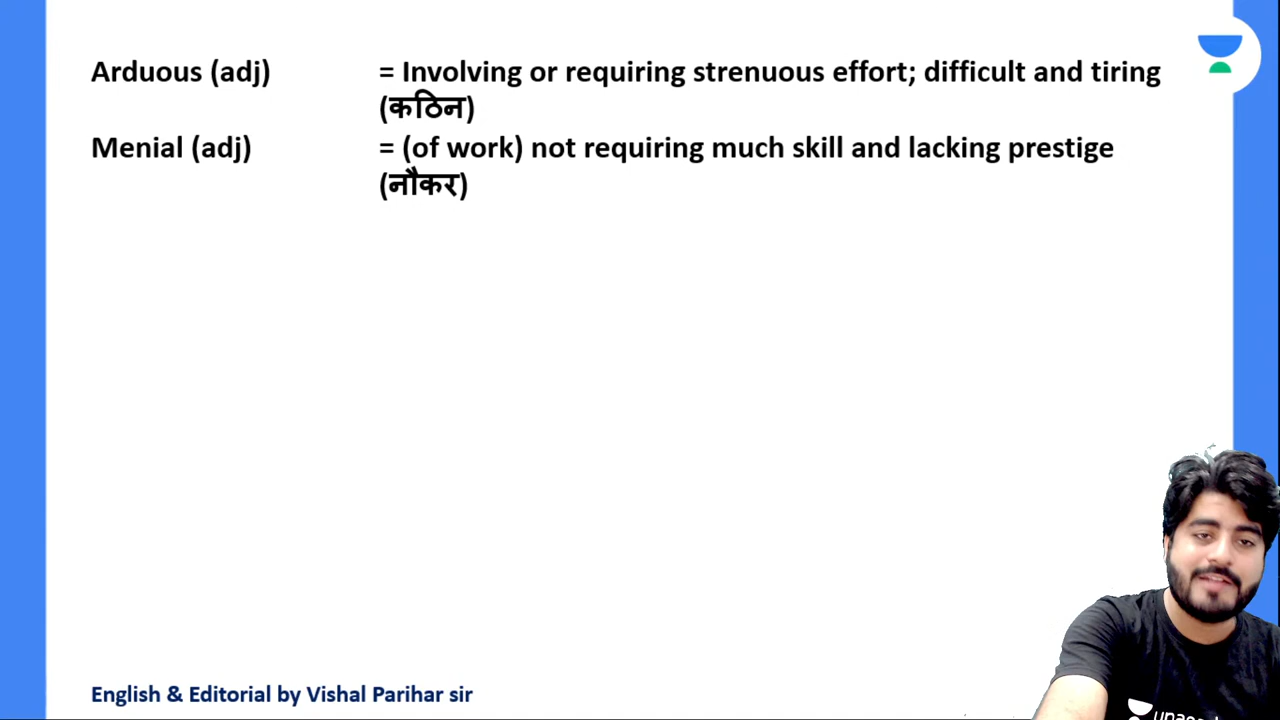 Arduous (adj) = Involving or requiring strenuous effort; difficult and tiring
(कठिन)
Menial (adj) = (of work) not requiring much skill and lacking prestige
(नौकर)
English & Editorial by Vishal Parihar sir